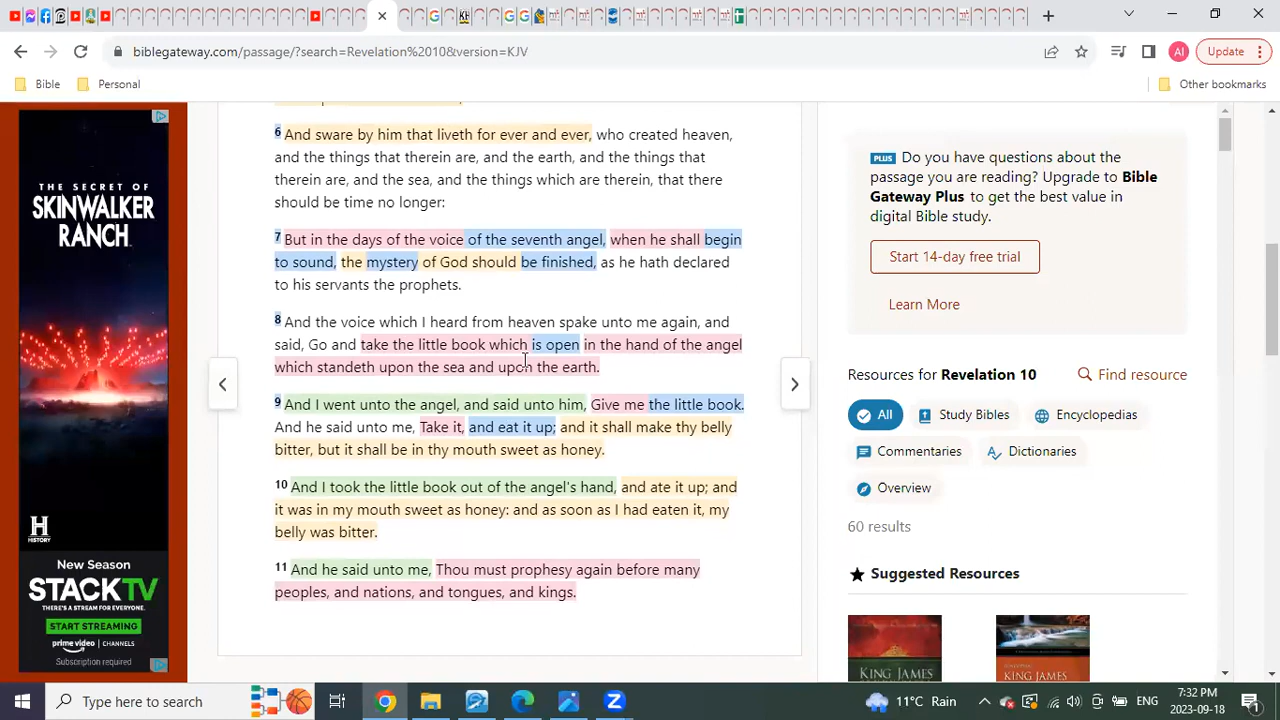 biblegateway.com/passage/?search=Revelation%2010&version=KJV
AI
Update
Bible
Personal
Other bookmarks
6 And sware by him that liveth for ever and ever, who created heaven,
and the things that therein are, and the earth, and the things that
therein are, and the sea, and the things which are therein, that there
should be time no longer:
7 But in the days of the voice of the seventh angel, when he shall begin
to sound, the mystery of God should be finished, as he hath declared
to his servants the prophets.
8 And the voice which I heard from heaven spake unto me again, and
said, Go and take the little book which is open in the hand of the angel
which standeth upon the sea and upon the earth.
9 And I went unto the angel, and said unto him, Give me the little book.
And he said unto me, Take it, and eat it up; and it shall make thy belly
bitter, but it shall be in thy mouth sweet as honey.
10 And I took the little book out of the angel's hand, and ate it up; and
it was in my mouth sweet as honey: and as soon as I had eaten it, my
belly was bitter.
11 And he said unto me, Thou must prophesy again before many
peoples, and nations, and tongues, and kings.
THE SECRET OF
SKINWALKER
RANCH
H
HISTORY
New Season
STACKTV
THERE'S A STREAM FOR EVERYONE.
START STREAMING
prime video | CHANNELS
Subscription required
PLUS Do you have questions about the
passage you are reading? Upgrade to Bible
Gateway Plus to get the best value in
digital Bible study.
Start 14-day free trial
Learn More
Resources for Revelation 10
Find resource
All
Study Bibles
Encyclopedias
Commentaries
Dictionaries
Overview
60 results
Suggested Resources
KING JAMES
KING JAMES
Type here to search
11°C Rain
ENG
7:32 PM
2023-09-18
1